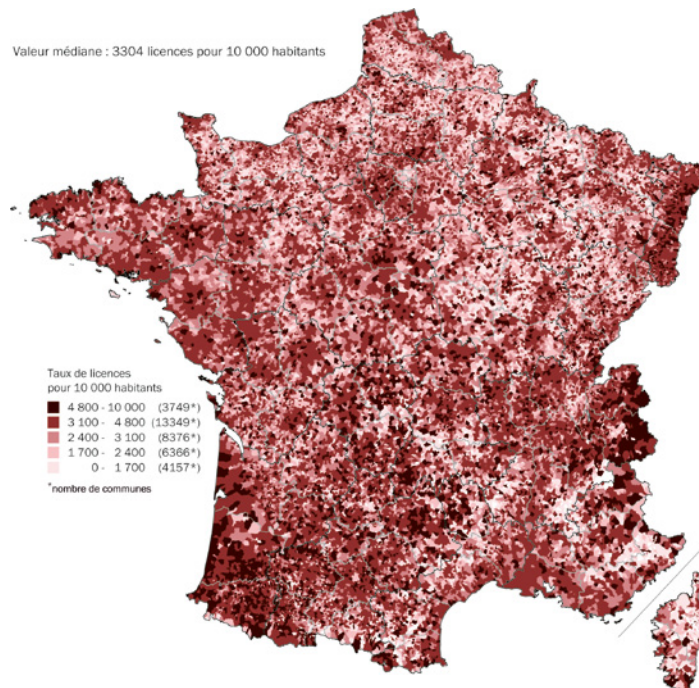 Valeur médiane : 3304 licences pour 10 000 habitants
Taux de licences
pour 10 000 habitants
4 800 - 10 000 (3749*)
3 100 - 4 800 (13349*)
2 400 - 3 100 (8376*)
1 700 - 2 400 (6366*)
0 - 1 700 (4157*)
*nombre de communes